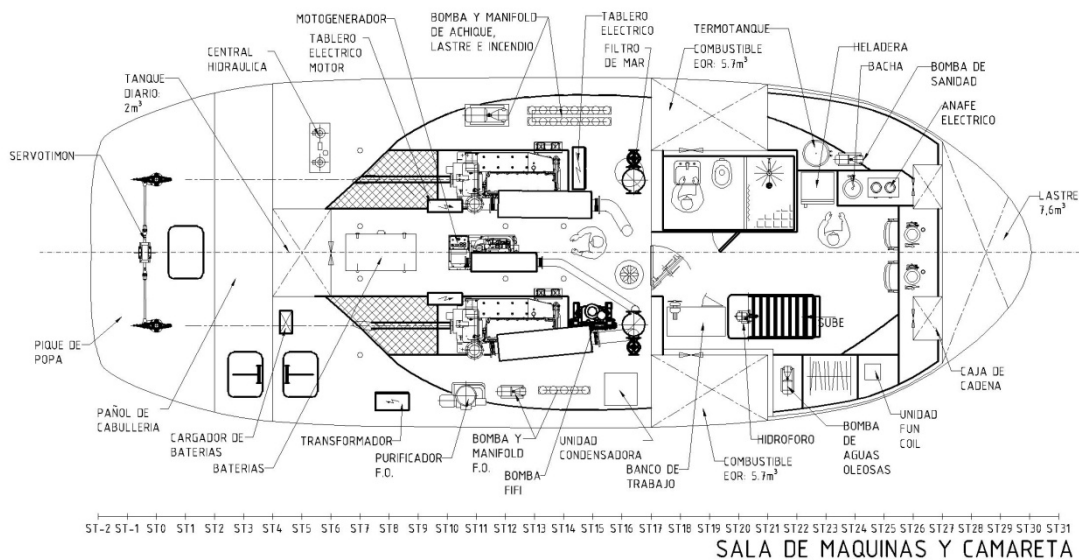 MOTOGENERADOR
TABLERO
ELECTRICO
MOTOR
BOMBA Y MANIFOLD
DE ACHIQUE,
LASTRE E INCENDIO
TABLERO
ELECTRICO
FILTRO
DE MAR
COMBUSTIBLE
EOR: 5.7m³
TERMOTANQUE
HELADERA
BACHA
BOMBA DE
SANIDAD
ANAFE
ELECTRICO
CENTRAL
HIDRAULICA
TANQUE
DIARIO:
2m³
SERVOTIMON
LASTRE
7,6m³
SUBE
PIQUE DE
POPA
PAÑOL DE
CABULLERIA
CARGADOR DE
BATERIAS
BATERIAS
TRANSFORMADOR
PURIFICADOR
F.O.
BOMBA Y
MANIFOLD
F.O.
BOMBA
FIFI
UNIDAD
CONDENSADORA
BANCO DE
TRABAJO
HIDROFORO
COMBUSTIBLE
EOR: 5.7m³
BOMBA
DE
AGUAS
OLEOSAS
UNIDAD
FUN
COIL
CAJA DE
CADENA
ST-2 ST-1 ST0 ST1 ST2 ST3 ST4 ST5 ST6 ST7 ST8 ST9 ST10 ST11 ST12 ST13 ST14 ST15 ST16 ST17 ST18 ST19 ST20 ST21 ST22 ST23 ST24 ST25 ST26 ST27 ST28 ST29 ST30 ST31
SALA DE MAQUINAS Y CAMARETA